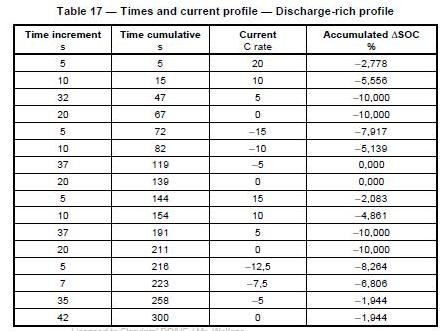 Table 17 — Times and current profile — Discharge-rich profile
Time increment Time cumulative Current Accumulated ΔSOC
s s C rate %
5 5 20 –2,778
10 15 10 –5,556
32 47 5 –10,000
20 67 0 –10,000
5 72 –15 –7,917
10 82 –10 –5,139
37 119 –5 0,000
20 139 0 0,000
5 144 15 –2,083
10 154 10 –4,861
37 191 5 –10,000
20 211 0 –10,000
5 216 –12,5 –8,264
7 223 –7,5 –6,806
35 258 –5 –1,944
42 300 0 –1,944